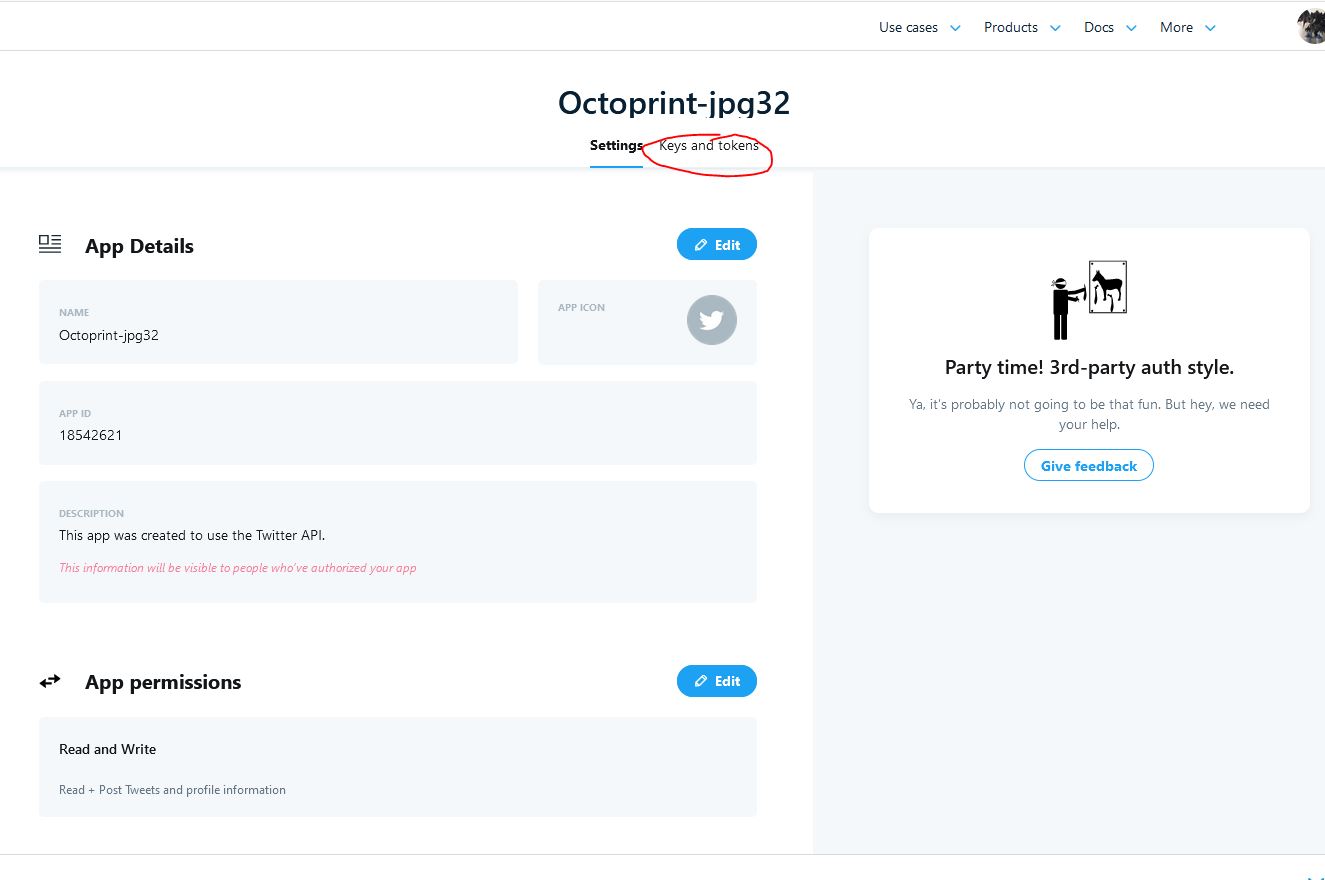 Use cases Products Docs More
Octoprint-jpg32
Settings Keys and tokens
App Details
Edit
NAME
Octoprint-jpg32
APP ICON
APP ID
18542621
DESCRIPTION
This app was created to use the Twitter API.
This information will be visible to people who've authorized your app
App permissions
Edit
Read and Write
Read + Post Tweets and profile information
Party time! 3rd-party auth style.
Ya, it's probably not going to be that fun. But hey, we need
your help.
Give feedback